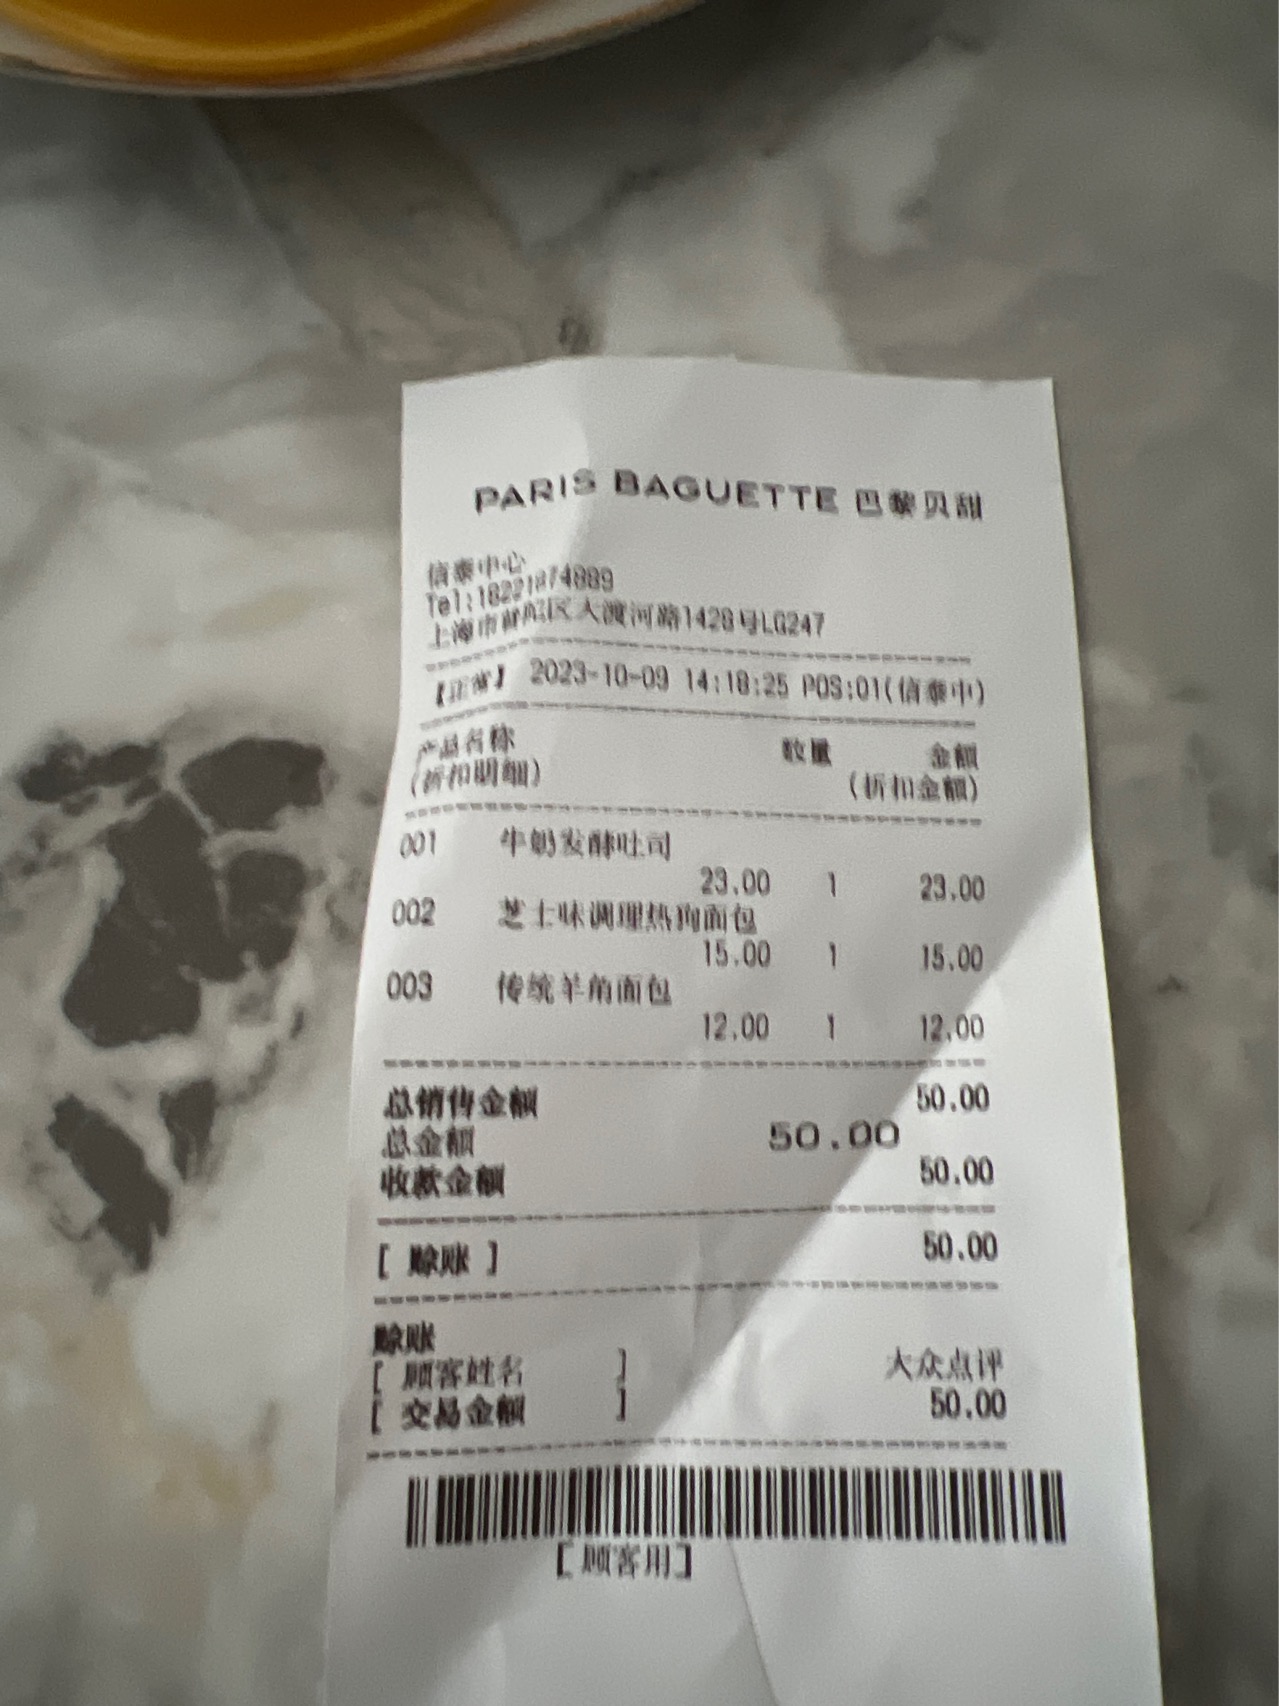 PARIS BAGUETTE 巴黎贝甜
信泰中心
Tel:18221874889
上海市普陀区大渡河路1428号LG247
【正常】 2023-10-09 14:18:25 POS:01(信泰中)
产品名称 数量 金额
(折扣明细) (折扣金额)
001 牛奶发酵吐司
23.00 1 23.00
002 芝士味调理热狗面包
15.00 1 15.00
003 传统羊角面包
12.00 1 12.00
总销售金额 50.00
总金额 50.00
收款金额 50.00
[ 赊账 ] 50.00
赊账
[ 顾客姓名 ] 大众点评
[ 交易金额 ] 50.00
[ 顾客用]